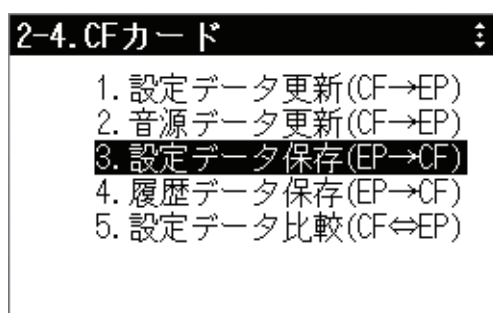 2-4.CFカード
1.設定データ更新(CF→EP)
2.音源データ更新(CF→EP)
3.設定データ保存(EP→CF)
4.履歴データ保存(EP→CF)
5.設定データ比較(CF⇔EP)